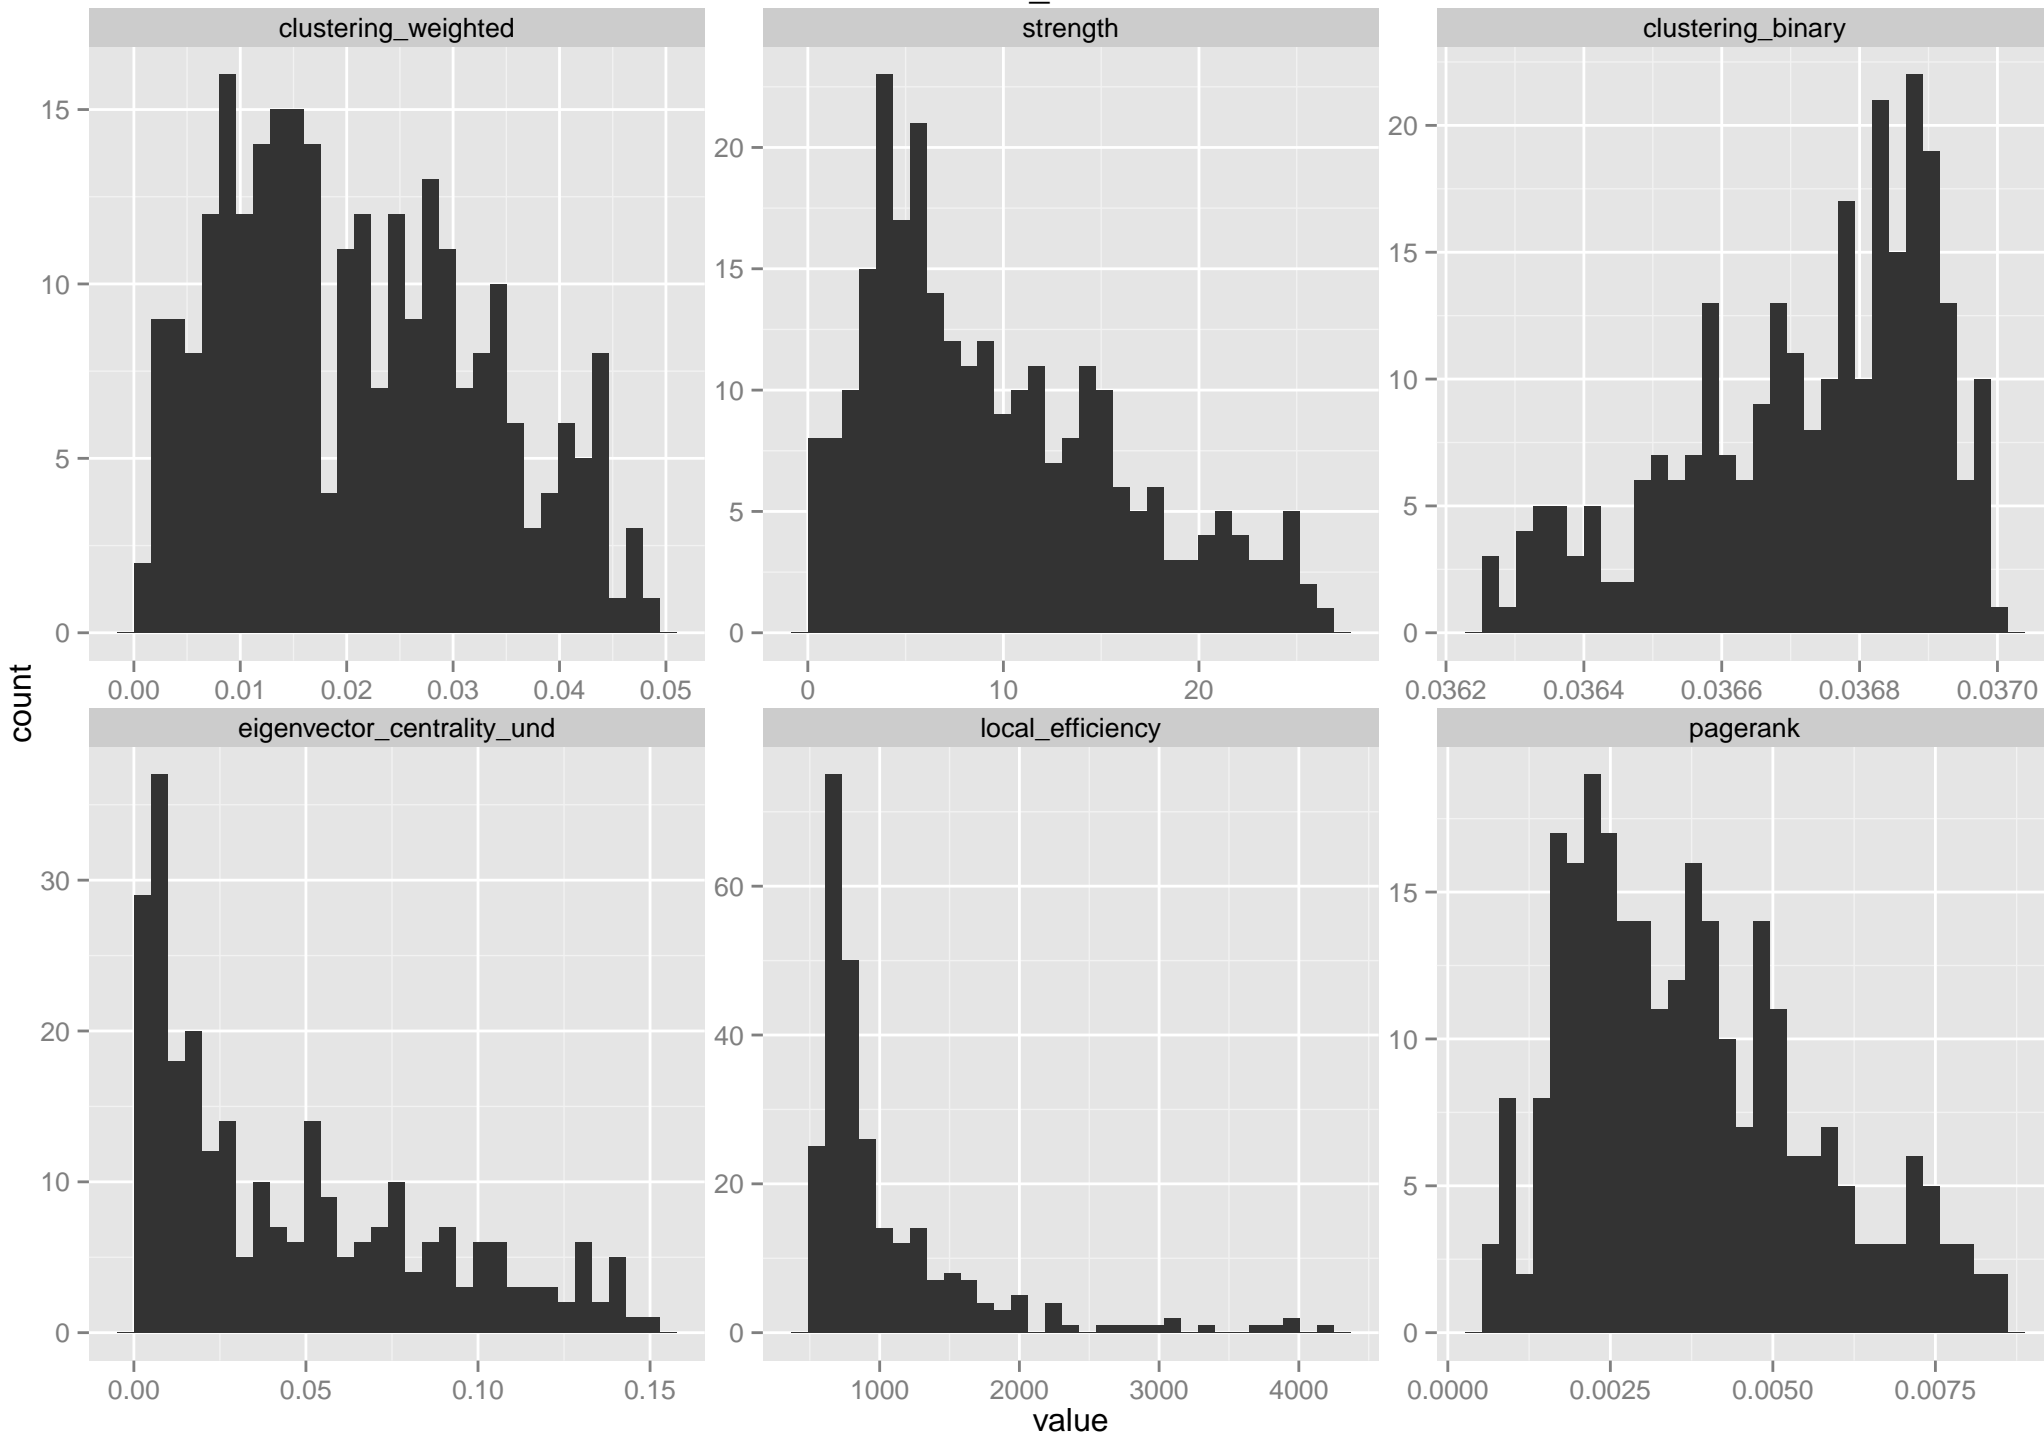 _
clustering_weighted strength clustering_binary
15
10
5
0
0.00 0.01 0.02 0.03 0.04 0.05
20
15
10
5
0
0 10 20
20
15
10
5
0
0.0362 0.0364 0.0366 0.0368 0.0370
count
eigenvector_centrality_und local_efficiency pagerank
30
20
10
0
0.00 0.05 0.10 0.15
60
40
20
0
1000 2000 3000 4000
15
10
5
0
0.0000 0.0025 0.0050 0.0075
value